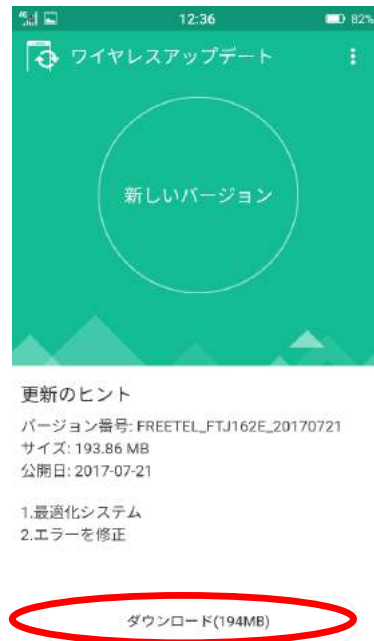 4G 12:36 82%
ワイヤレスアップデート
新しいバージョン
更新のヒント
バージョン番号: FREETEL_FTJ162E_20170721
サイズ: 193.86 MB
公開日: 2017-07-21
1.最適化システム
2.エラーを修正
ダウンロード(194MB)